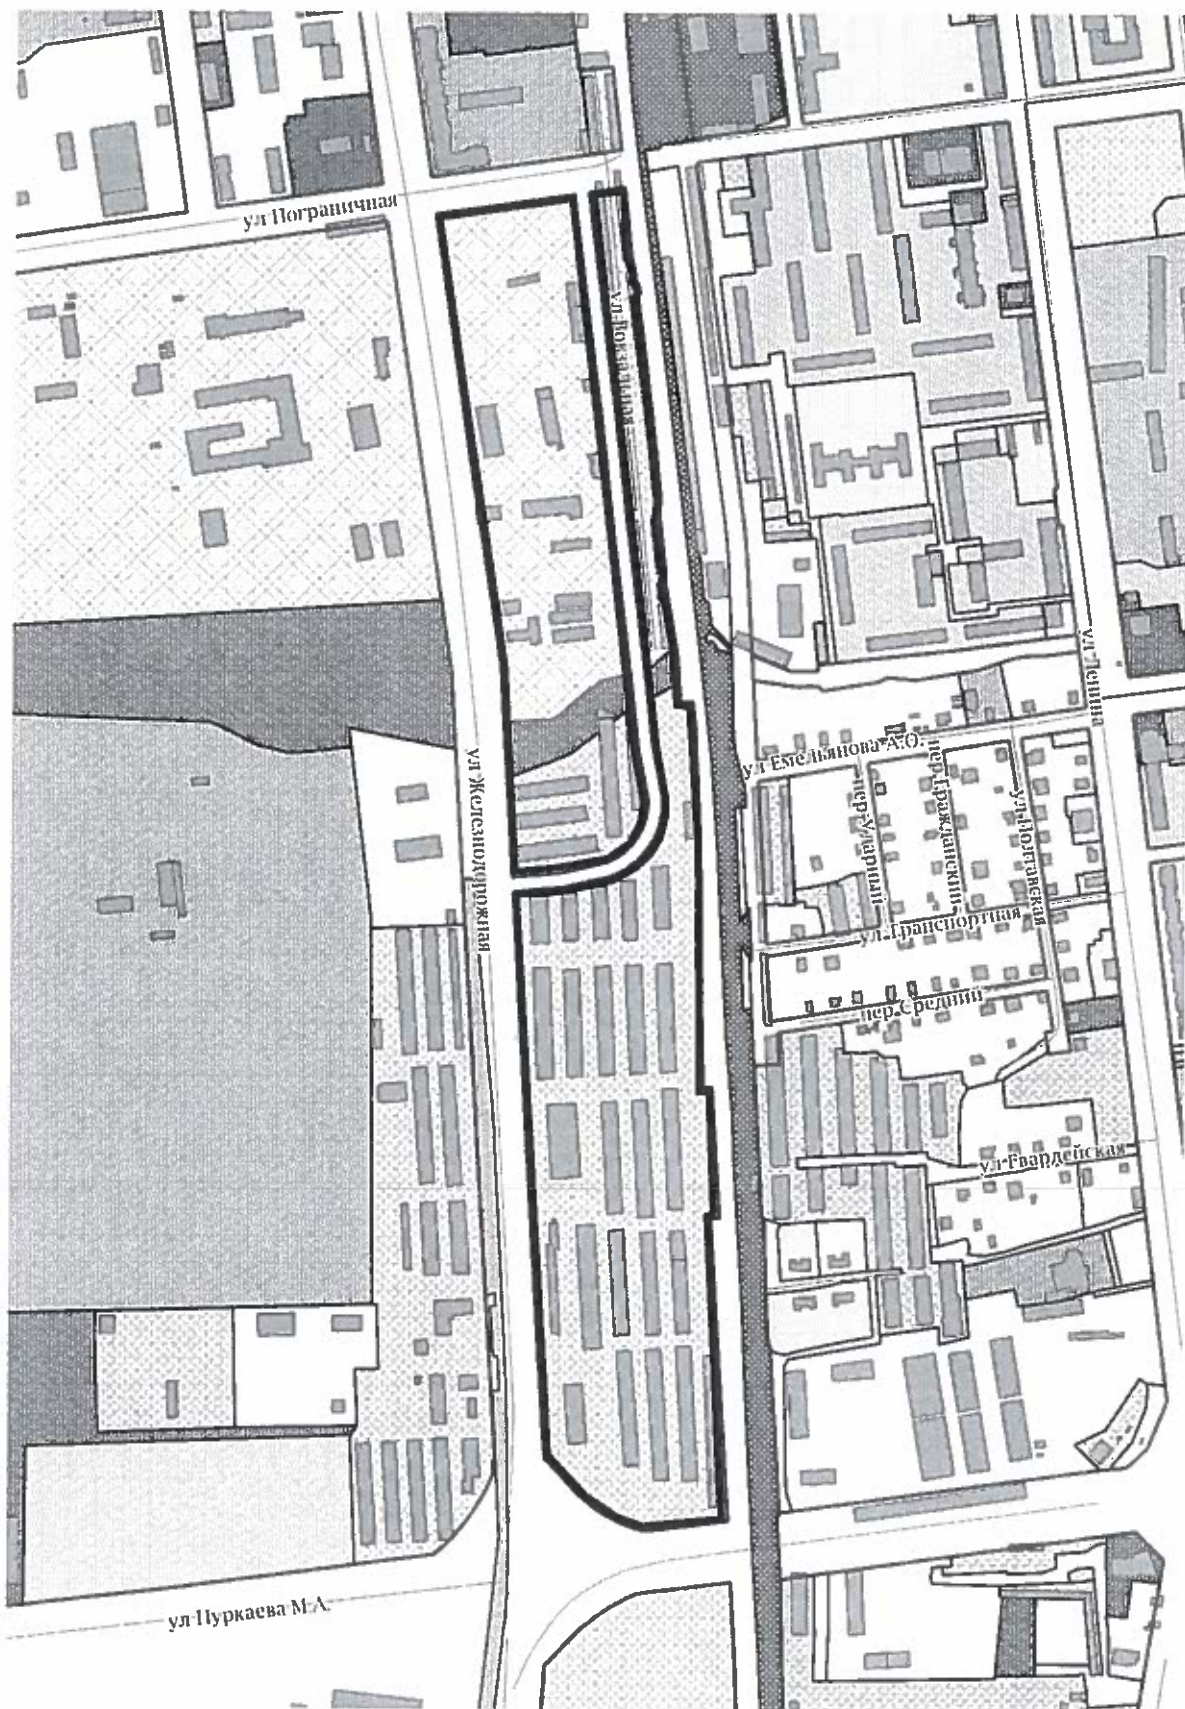 ул Пограничная
ул Вокзальная
ул Ленина
ул Емельянова А.О.
ул Железнодорожная
пер Ударный
пер Гражданский
ул Полтавская
ул Транспортная
пер Средний
ул Гвардейская
ул Пуркаева М.А.